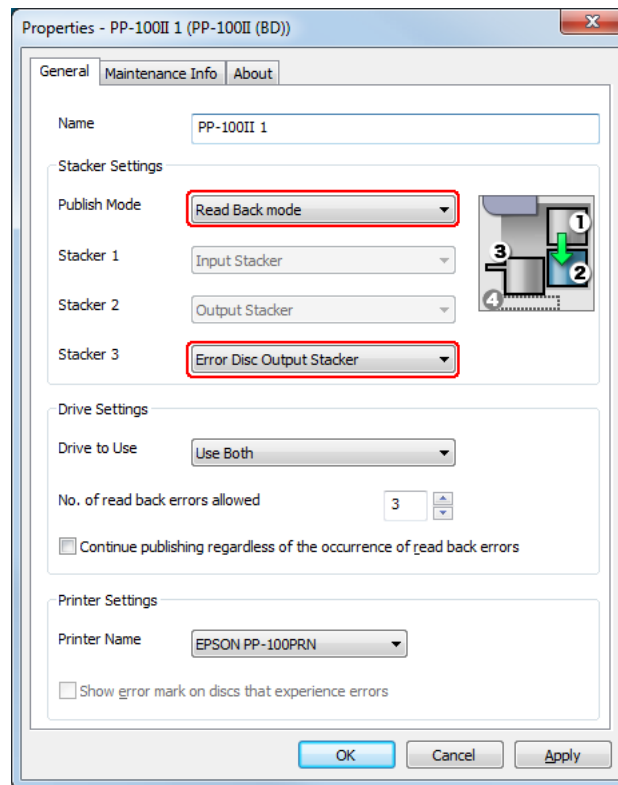 Properties - PP-100II 1 (PP-100II (BD))
General Maintenance Info About
Name PP-100II 1
Stacker Settings
Publish Mode Read Back mode
1
Stacker 1 Input Stacker
3
2
4
Stacker 2 Output Stacker
Stacker 3 Error Disc Output Stacker
Drive Settings
Drive to Use Use Both
No. of read back errors allowed 3
Continue publishing regardless of the occurrence of read back errors
Printer Settings
Printer Name EPSON PP-100PRN
Show error mark on discs that experience errors
OK Cancel Apply